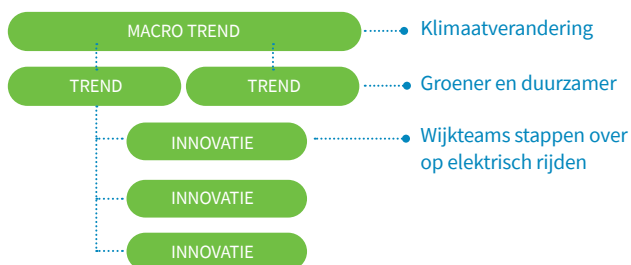 MACRO TREND
Klimaatverandering
TREND
TREND
Groener en duurzamer
INNOVATIE
Wijkteams stappen over
op elektrisch rijden
INNOVATIE
INNOVATIE